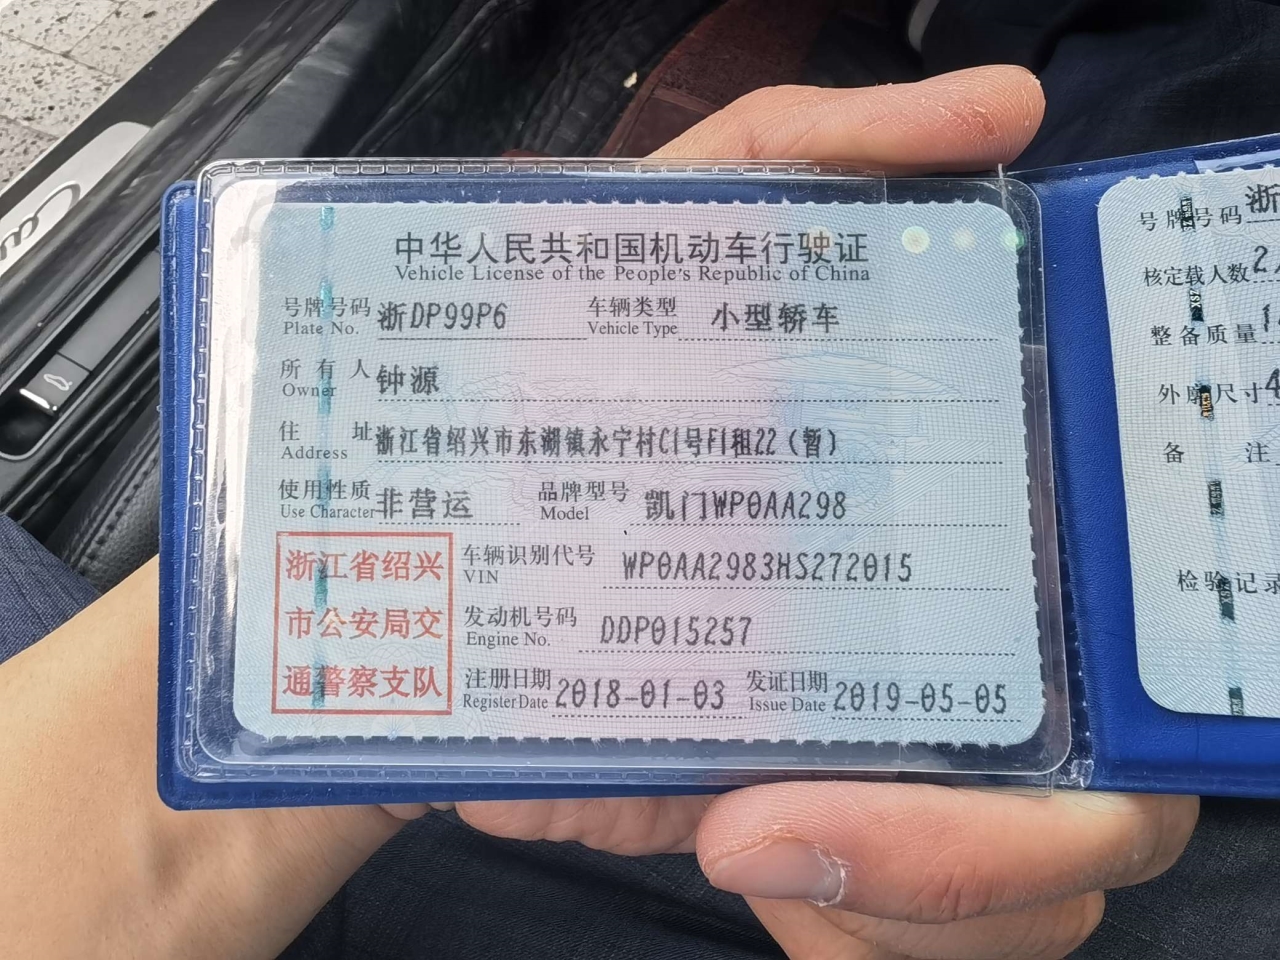 中华人民共和国机动车行驶证
Vehicle License of the People's Republic of China
号牌号码 浙DP99P6 车辆类型 小型轿车
Plate No. Vehicle Type
所有人 钟源
Owner
住址 浙江省绍兴市东湖镇永宁村C1号F1租22（暂）
Address
使用性质 非营运 品牌型号 凯门WP0AA298
Use Character Model
浙江省绍兴
市公安局交
通警察支队
车辆识别代号 WP0AA2983HS272015
VIN
发动机号码 DDP015257
Engine No.
注册日期 2018-01-03 发证日期 2019-05-05
Register Date Issue Date
号牌号码 浙
核定载人数 2
整备质量 1
外廓尺寸 4
备注
检验记录